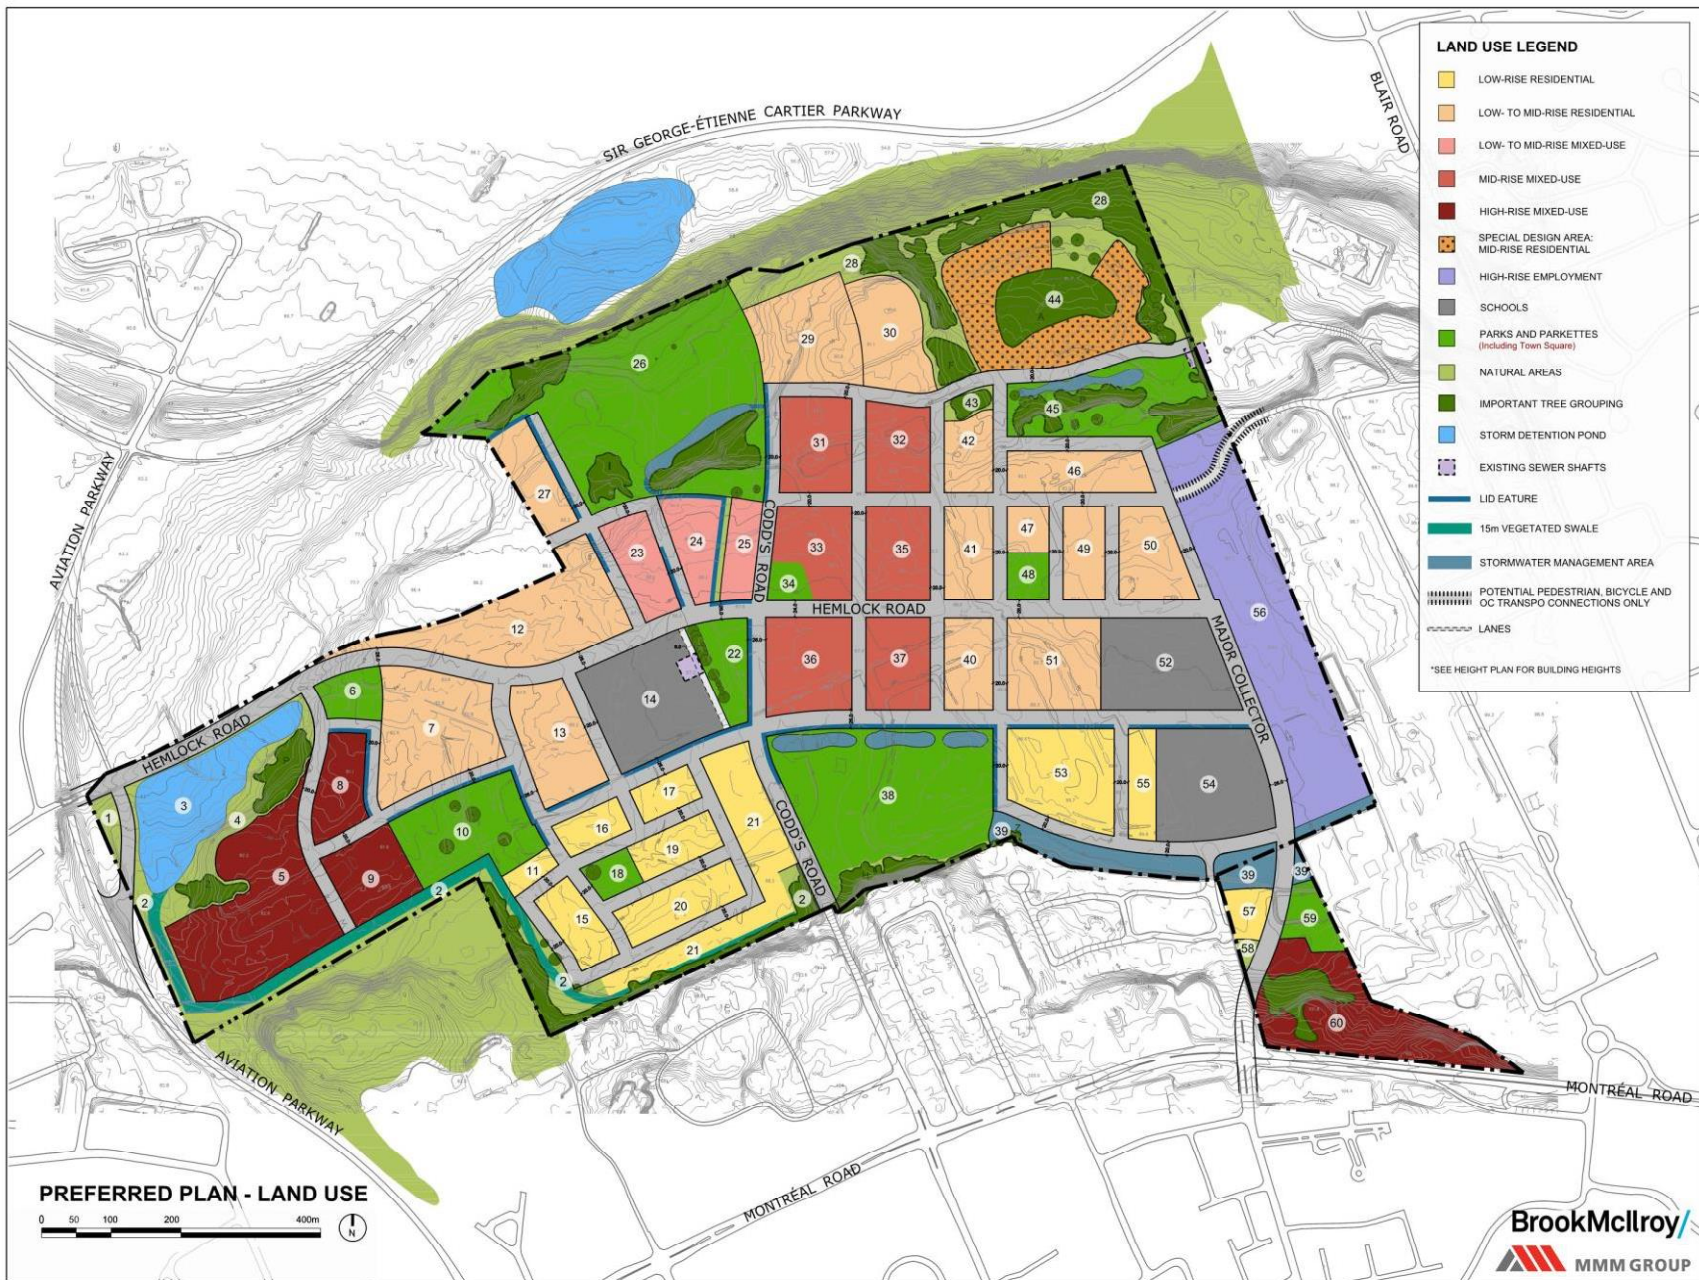 LAND USE LEGEND
LOW-RISE RESIDENTIAL
LOW- TO MID-RISE RESIDENTIAL
LOW- TO MID-RISE MIXED-USE
MID-RISE MIXED-USE
HIGH-RISE MIXED-USE
SPECIAL DESIGN AREA:
MID-RISE RESIDENTIAL
HIGH-RISE EMPLOYMENT
SCHOOLS
PARKS AND PARKETTES
(Including Town Square)
NATURAL AREAS
IMPORTANT TREE GROUPING
STORM DETENTION POND
EXISTING SEWER SHAFTS
LID EATURE
15m VEGETATED SWALE
STORMWATER MANAGEMENT AREA
POTENTIAL PEDESTRIAN, BICYCLE AND
OC TRANSPO CONNECTIONS ONLY
LANES
*SEE HEIGHT PLAN FOR BUILDING HEIGHTS
BLAIR ROAD
SIR GEORGE-ÉTIENNE CARTIER PARKWAY
AVIATION PARKWAY
28
28
44
29
30
26
43
45
42
31
32
46
27
CODD'S ROAD
23
24
25
33
35
41
47
49
50
34
48
HEMLOCK ROAD
56
12
MAJOR COLLECTOR
22
36
37
40
51
52
14
6
7
13
HEMLOCK ROAD
8
3
1
4
10
17
21
16
38
53
55
54
CODD'S ROAD
39
5
9
11
19
18
2
2
2
15
20
21
2
39
39
57
59
58
60
AVIATION PARKWAY
MONTRÉAL ROAD
MONTRÉAL ROAD
PREFERRED PLAN - LAND USE
0 50 100 200 400m
N
BrookMcIlroy/
MMM GROUP